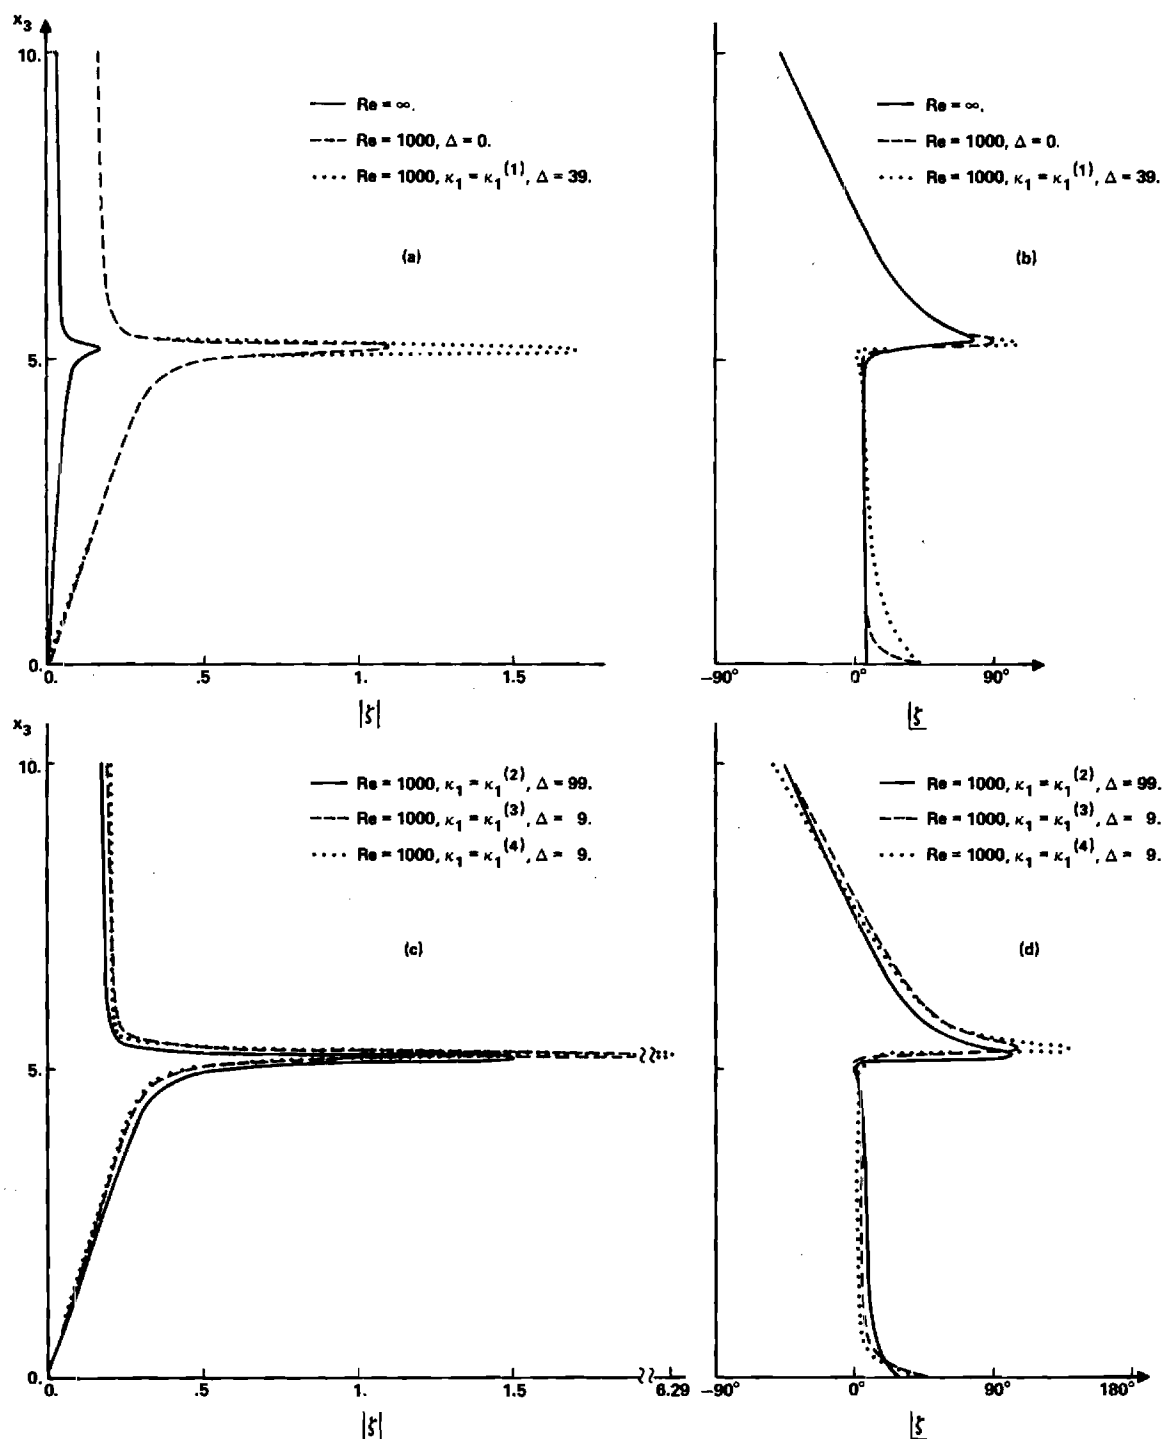 x₃
10.
5.
0.
0. .5 1. 1.5
|ξ|
Re = ∞.
Re = 1000, Δ = 0.
Re = 1000, κ₁ = κ₁⁽¹⁾, Δ = 39.
(a)
−90° 0° 90°
|ξ
Re = ∞.
Re = 1000, Δ = 0.
Re = 1000, κ₁ = κ₁⁽¹⁾, Δ = 39.
(b)
x₃
10.
5.
0.
0. .5 1. 1.5 6.29
|ξ|
Re = 1000, κ₁ = κ₁⁽²⁾, Δ = 99.
Re = 1000, κ₁ = κ₁⁽³⁾, Δ = 9.
Re = 1000, κ₁ = κ₁⁽⁴⁾, Δ = 9.
(c)
−90° 0° 90° 180°
|ξ
Re = 1000, κ₁ = κ₁⁽²⁾, Δ = 99.
Re = 1000, κ₁ = κ₁⁽³⁾, Δ = 9.
Re = 1000, κ₁ = κ₁⁽⁴⁾, Δ = 9.
(d)